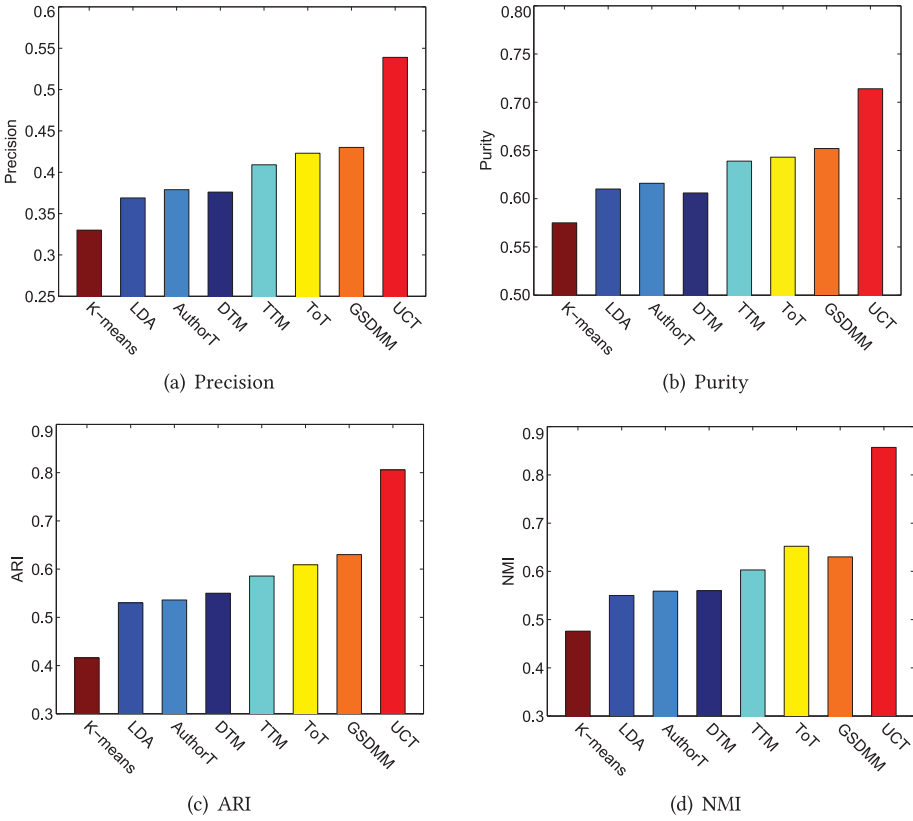 0.6
0.55
0.5
0.45
0.4
0.35
0.3
0.25
Precision
K−means
LDA
AuthorT
DTM
TTM
ToT
GSDMM
UCT
(a) Precision
0.80
0.75
0.70
0.65
0.60
0.55
0.50
Purity
K−means
LDA
AuthorT
DTM
TTM
ToT
GSDMM
UCT
(b) Purity
0.9
0.8
0.7
0.6
0.5
0.4
0.3
ARI
K−means
LDA
AuthorT
DTM
TTM
ToT
GSDMM
UCT
(c) ARI
0.9
0.8
0.7
0.6
0.5
0.4
0.3
NMI
K−means
LDA
AuthorT
DTM
TTM
ToT
GSDMM
UCT
(d) NMI